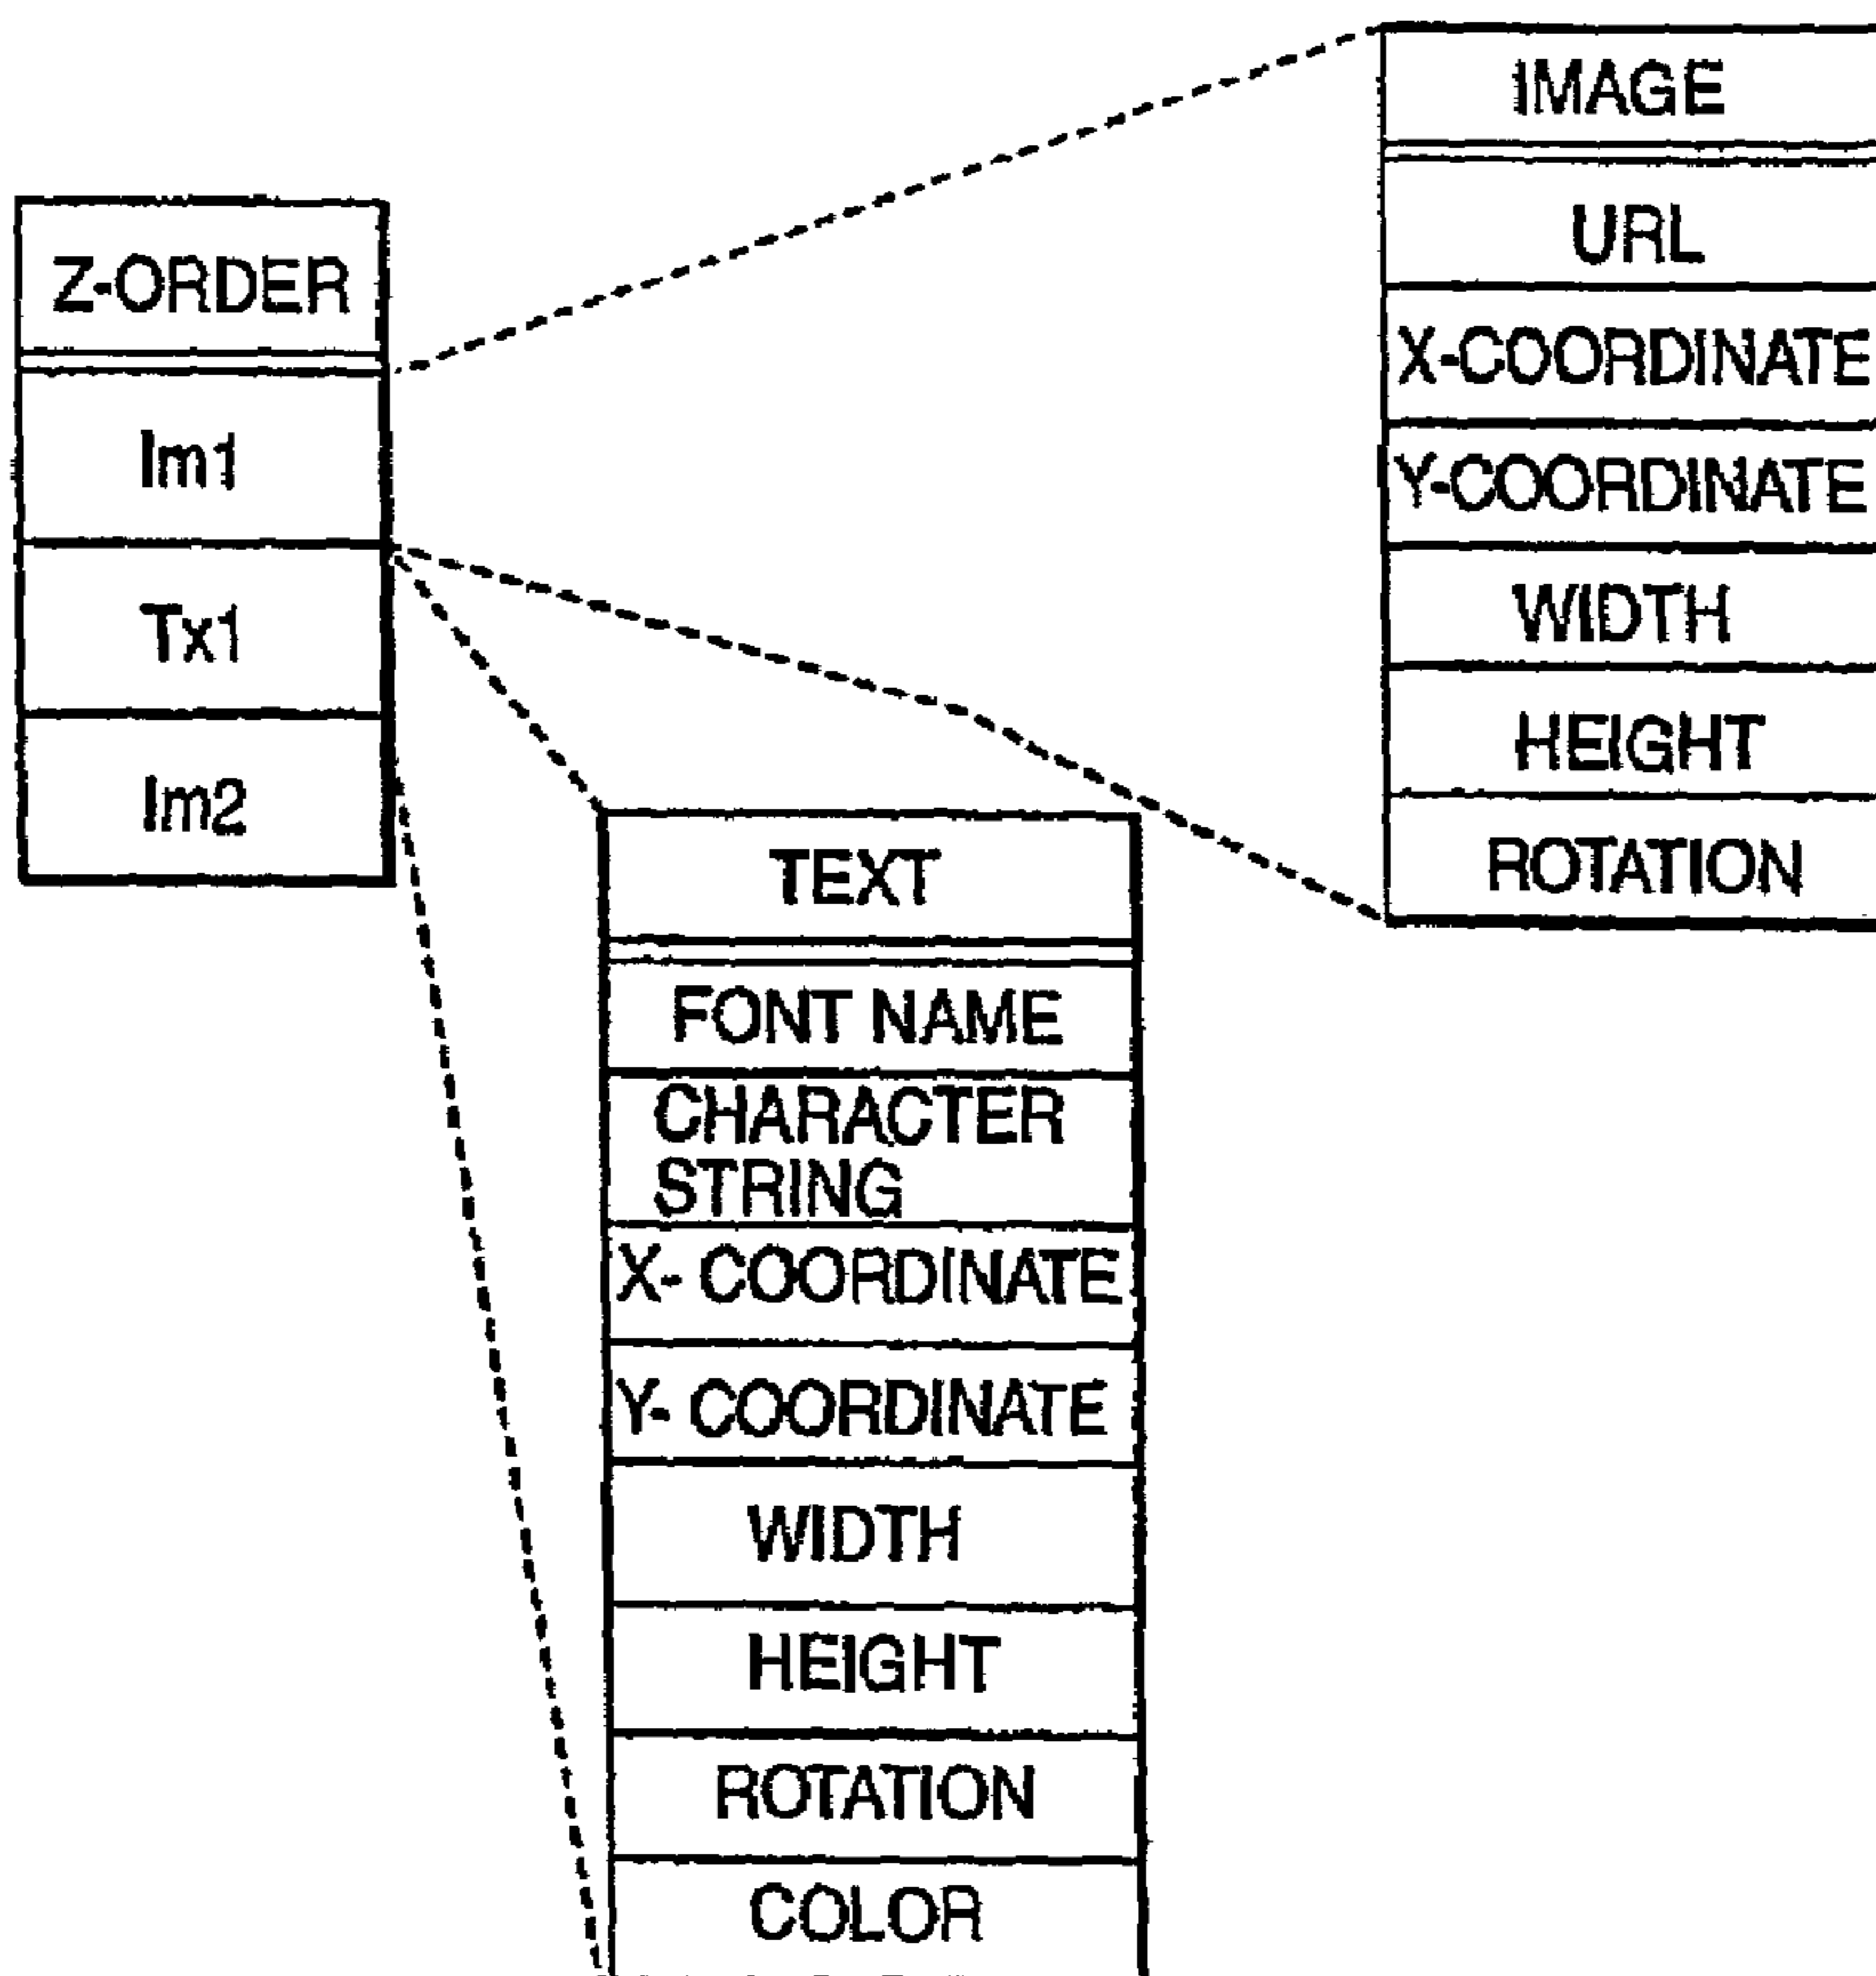 Z-ORDER
Im1
Tx1
Im2
IMAGE
URL
X-COORDINATE
Y-COORDINATE
WIDTH
HEIGHT
ROTATION
TEXT
FONT NAME
CHARACTER
STRING
X- COORDINATE
Y- COORDINATE
WIDTH
HEIGHT
ROTATION
COLOR